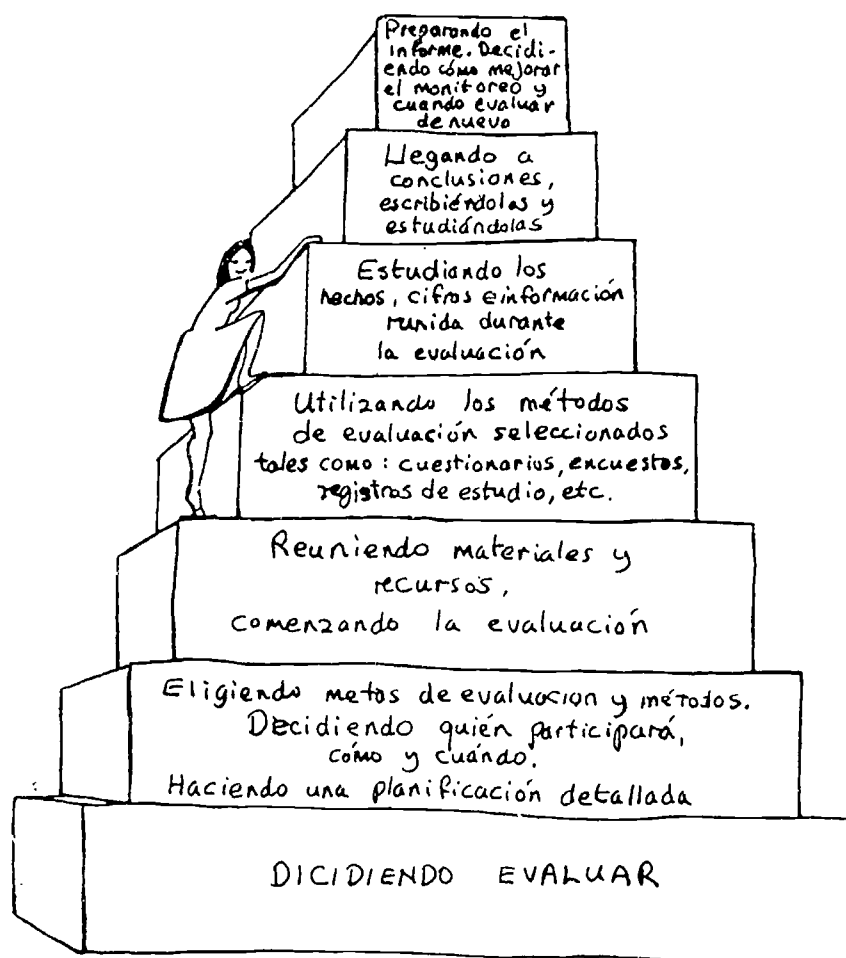 Preparando el
informe. Decidi-
endo cómo mejorar
el monitoreo y
cuando evaluar
de nuevo
Llegando a
conclusiones,
escribiéndolas y
estudiándolas
Estudiando los
hechos, cifras e información
runida durante
la evaluación
Utilizando los métodos
de evaluación seleccionados
tales como: cuestionarios, encuestas,
registros de estudio, etc.
Reuniendo materiales y
recursos,
comenzando la evaluación
Eligiendo metas de evaluacion y métodos.
Decidiendo quién participará,
cómo y cuándo.
Haciendo una planificación detallada
DICIDIENDO EVALUAR